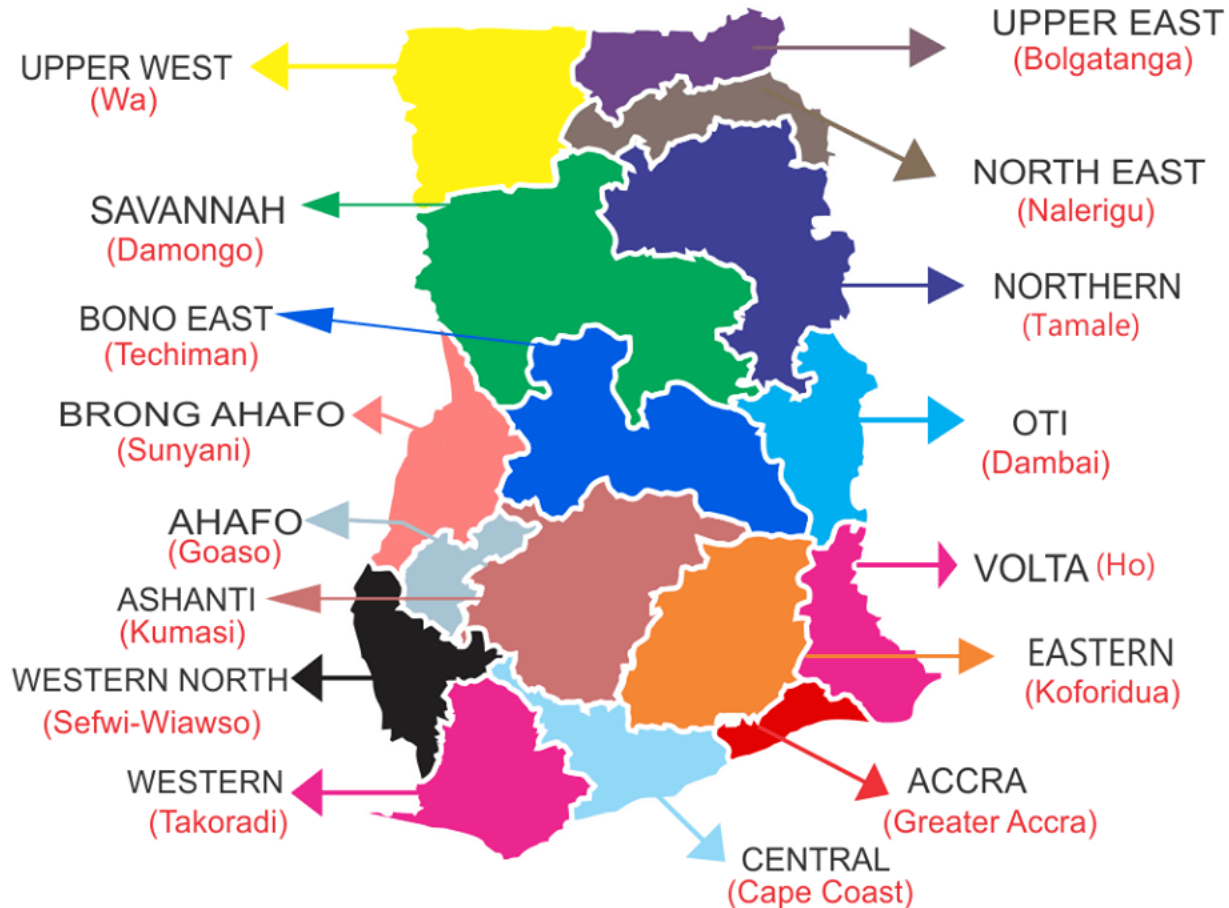 UPPER WEST
(Wa)
SAVANNAH
(Damongo)
BONO EAST
(Techiman)
BRONG AHAFO
(Sunyani)
AHAFO
(Goaso)
ASHANTI
(Kumasi)
WESTERN NORTH
(Sefwi-Wiawso)
WESTERN
(Takoradi)
UPPER EAST
(Bolgatanga)
NORTH EAST
(Nalerigu)
NORTHERN
(Tamale)
OTI
(Dambai)
VOLTA (Ho)
EASTERN
(Koforidua)
ACCRA
(Greater Accra)
CENTRAL
(Cape Coast)